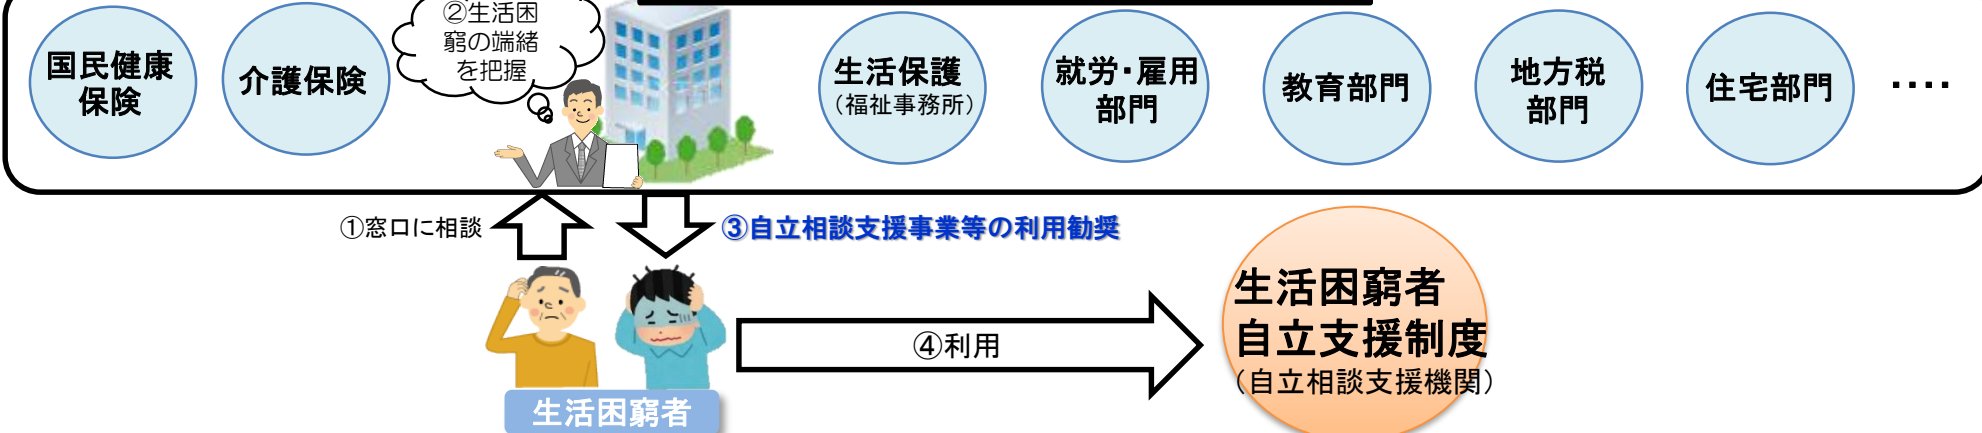 国民健康
保険
介護保険
②生活困
窮の端緒
を把握
生活保護
（福祉事務所）
就労・雇用
部門
教育部門
地方税
部門
住宅部門
････
①窓口に相談
③自立相談支援事業等の利用勧奨
生活困窮者
④利用
生活困窮者
自立支援制度
（自立相談支援機関）